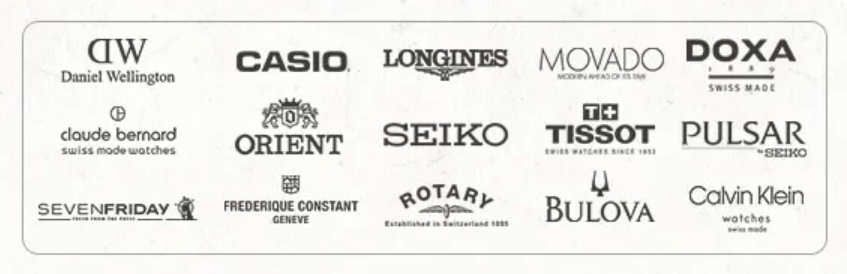 DW
Daniel Wellington
CASIO
LONGINES
MOVADO
MODERN AHEAD OF ITS TIME
DOXA
1889
SWISS MADE
claude bernard
swiss made watches
ORIENT
SEIKO
T+
TISSOT
SWISS WATCHES SINCE 1853
PULSAR
by SEIKO
SEVENFRIDAY
FREDERIQUE CONSTANT
GENEVE
ROTARY
Established in Switzerland 1895
BULOVA
Calvin Klein
watches
swiss made